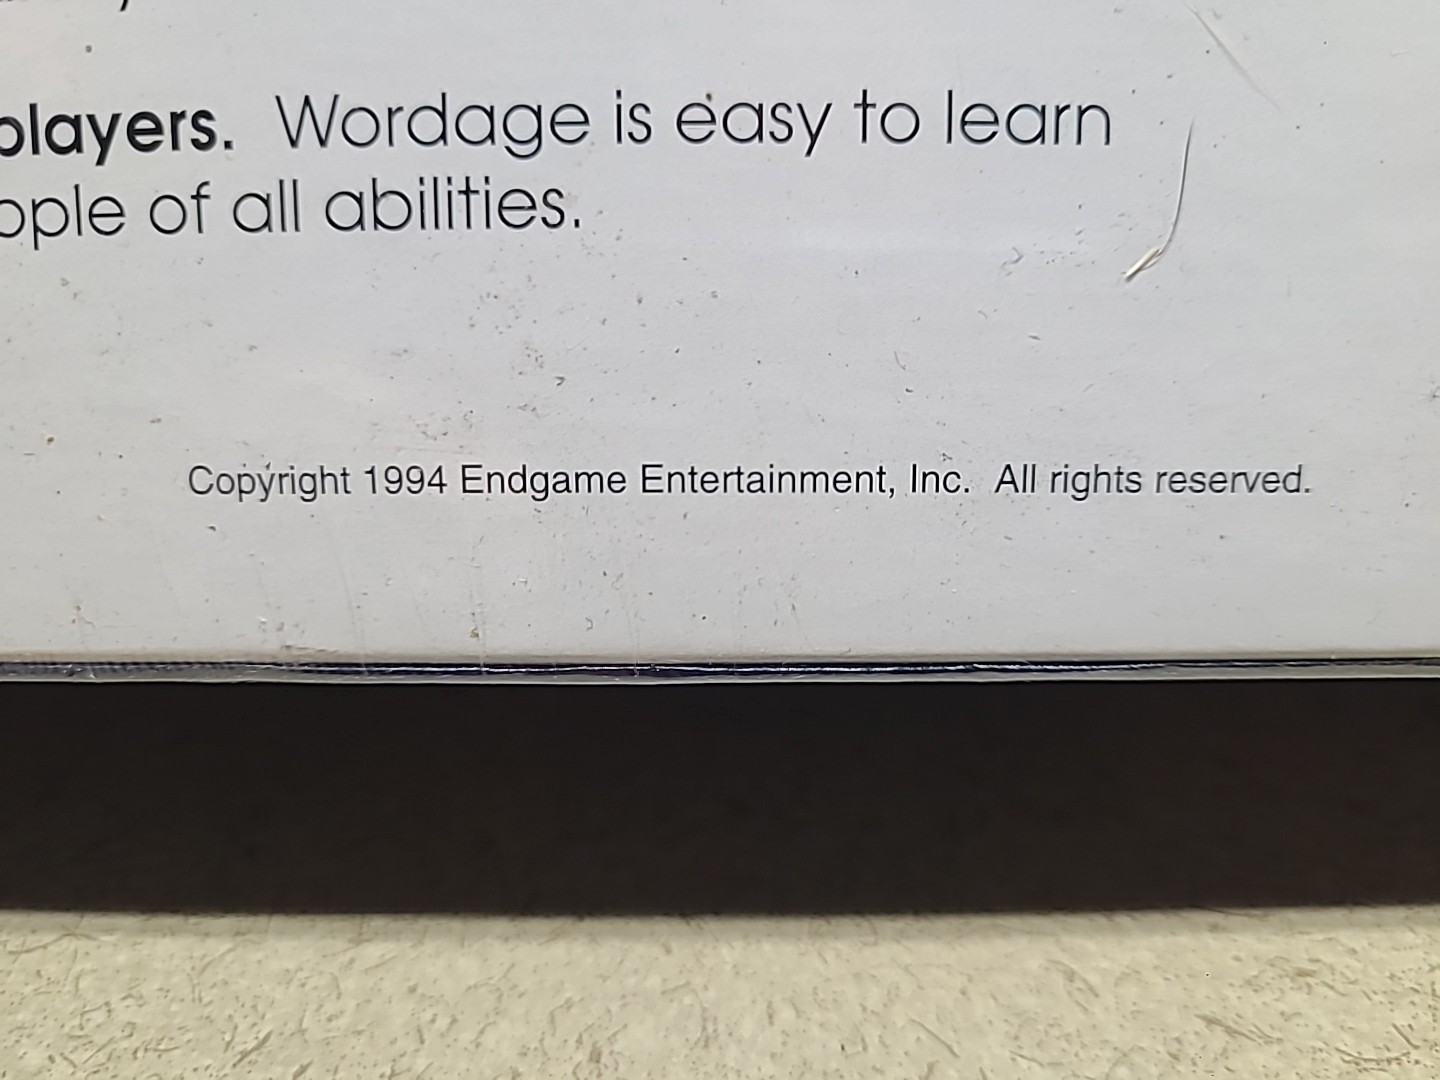 players. Wordage is easy to learn
ople of all abilities.
Copyright 1994 Endgame Entertainment, Inc. All rights reserved.